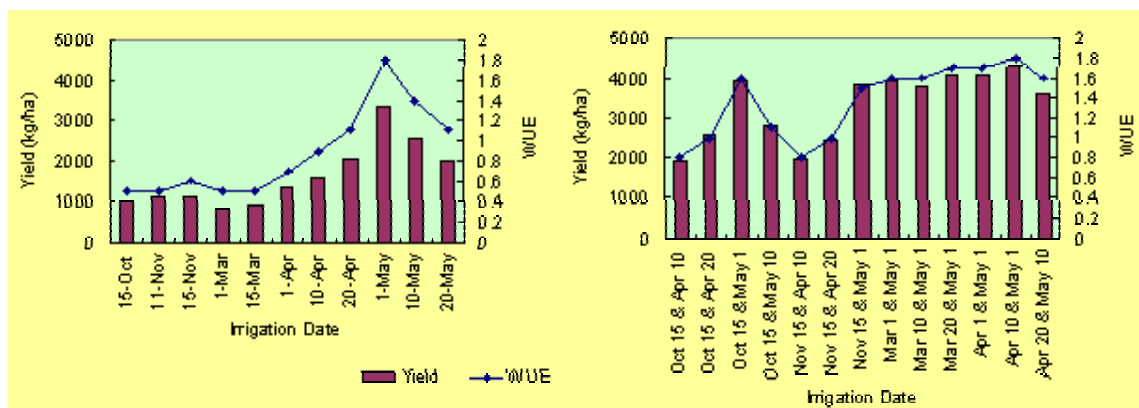 5000
4000
3000
2000
1000
0
Yield (kg/ha)
2
1.8
1.6
1.4
1.2
1
0.8
0.6
0.4
0.2
0
WUE
15-Oct
11-Nov
15-Nov
1-Mar
15-Mar
1-Apr
10-Apr
20-Apr
1-May
10-May
20-May
Irrigation Date
5000
4000
3000
2000
1000
0
Yield (kg/ha)
2
1.8
1.6
1.4
1.2
1
0.8
0.6
0.4
0.2
0
WUE
Oct 15 & Apr 10
Oct 15 & Apr 20
Oct 15 & May 1
Oct 15 & May 10
Nov 15 & Apr 10
Nov 15 & Apr 20
Nov 15 & May 1
Mar 1 & May 1
Mar 10 & May 1
Mar 20 & May 1
Apr 1 & May 1
Apr 10 & May 1
Apr 20 & May 10
Irrigation Date
Yield WUE